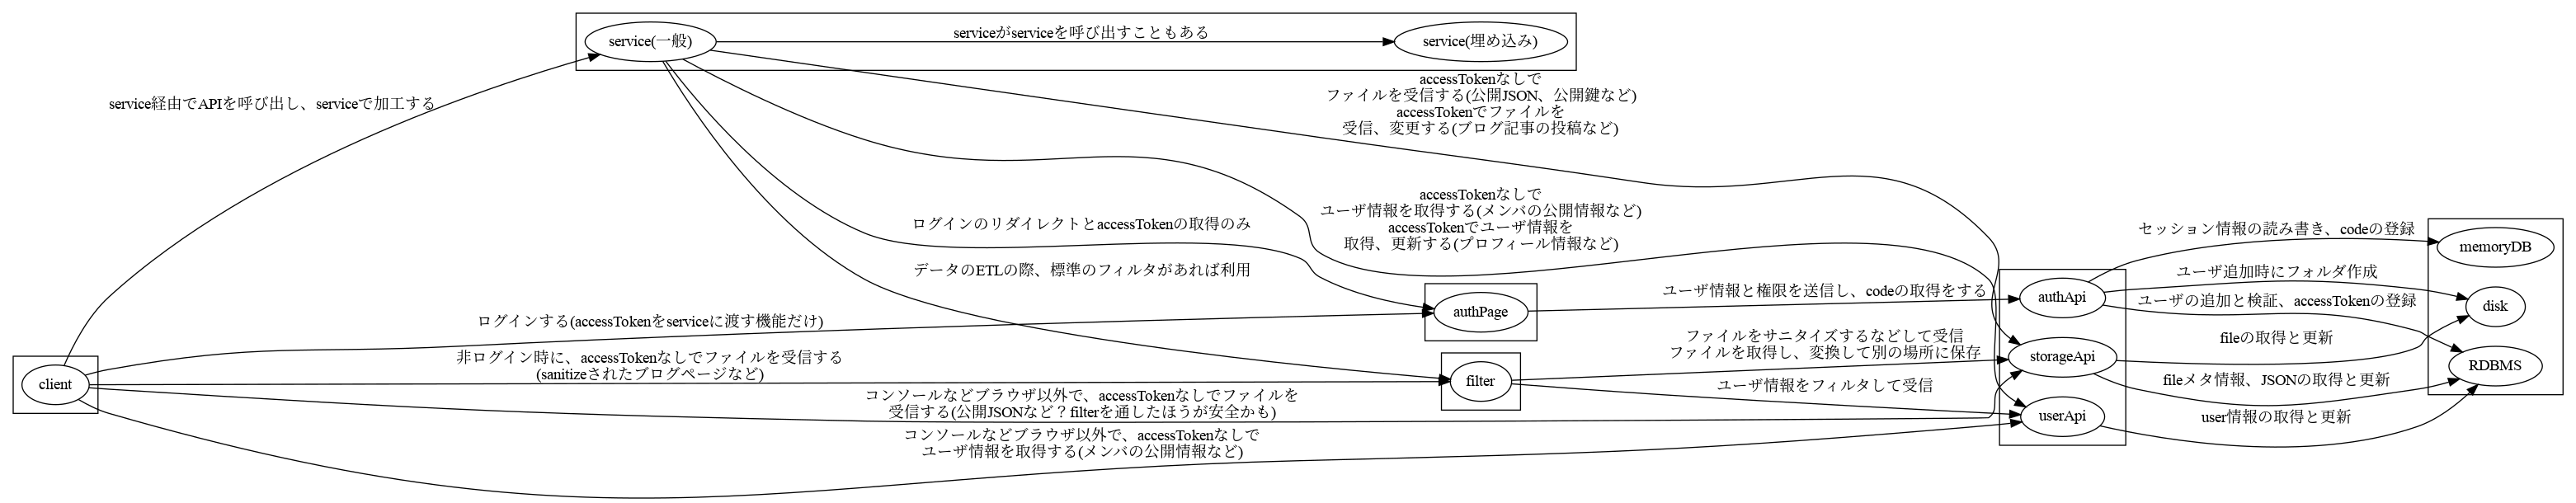 service(一般)
serviceがserviceを呼び出すこともある
service(埋め込み)
accessTokenなしで
ファイルを受信する(公開JSON、公開鍵など)
accessTokenでファイルを
受信、変更する(ブログ記事の投稿など)
service経由でAPIを呼び出し、serviceで加工する
accessTokenなしで
ユーザ情報を取得する(メンバの公開情報など)
accessTokenでユーザ情報を
取得、更新する(プロフィール情報など)
ログインのリダイレクトとaccessTokenの取得のみ
データのETLの際、標準のフィルタがあれば利用
セッション情報の読み書き、codeの登録
memoryDB
ユーザ追加時にフォルダ作成
ユーザ情報と権限を送信し、codeの取得をする
authApi
ユーザの追加と検証、accessTokenの登録
disk
authPage
ログインする(accessTokenをserviceに渡す機能だけ)
ファイルをサニタイズするなどして受信
ファイルを取得し、変換して別の場所に保存
storageApi
fileの取得と更新
RDBMS
非ログイン時に、accessTokenなしでファイルを受信する
(sanitizeされたブログページなど)
client
filter
ユーザ情報をフィルタして受信
fileメタ情報、JSONの取得と更新
コンソールなどブラウザ以外で、accessTokenなしでファイルを
受信する(公開JSONなど？filterを通したほうが安全かも)
userApi
user情報の取得と更新
コンソールなどブラウザ以外で、accessTokenなしで
ユーザ情報を取得する(メンバの公開情報など)